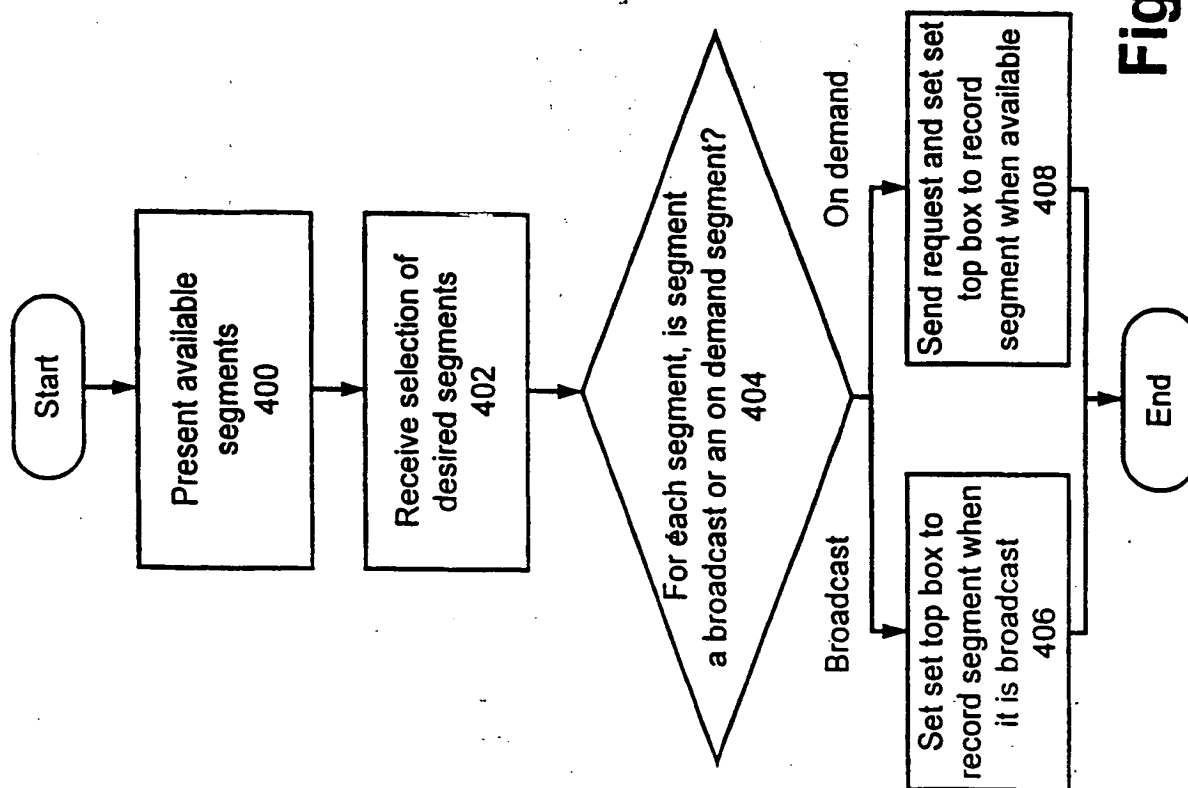 Start
Present available
segments
400
Receive selection of
desired segments
402
For each segment, is segment
a broadcast or an on demand segment?
404
Broadcast
On demand
Set set top box to
record segment when
it is broadcast
406
Send request and set set
top box to record
segment when available
408
End
Fig